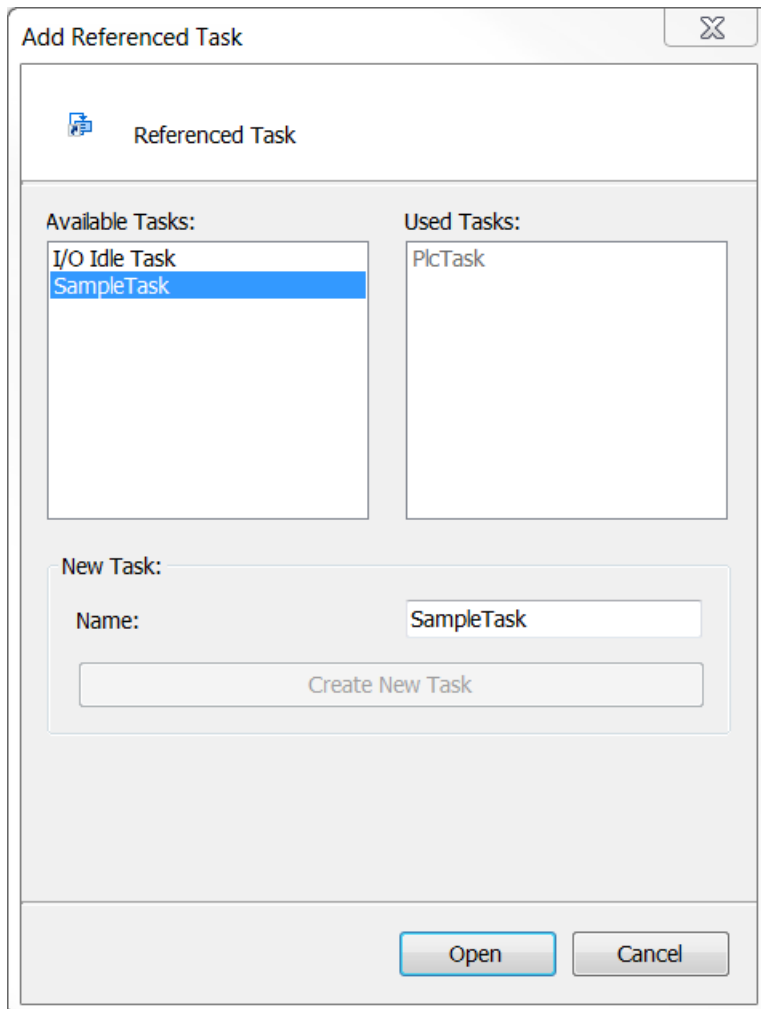 Add Referenced Task
Referenced Task
Available Tasks:
I/O Idle Task
SampleTask
Used Tasks:
PlcTask
New Task:
Name:
SampleTask
Create New Task
Open
Cancel